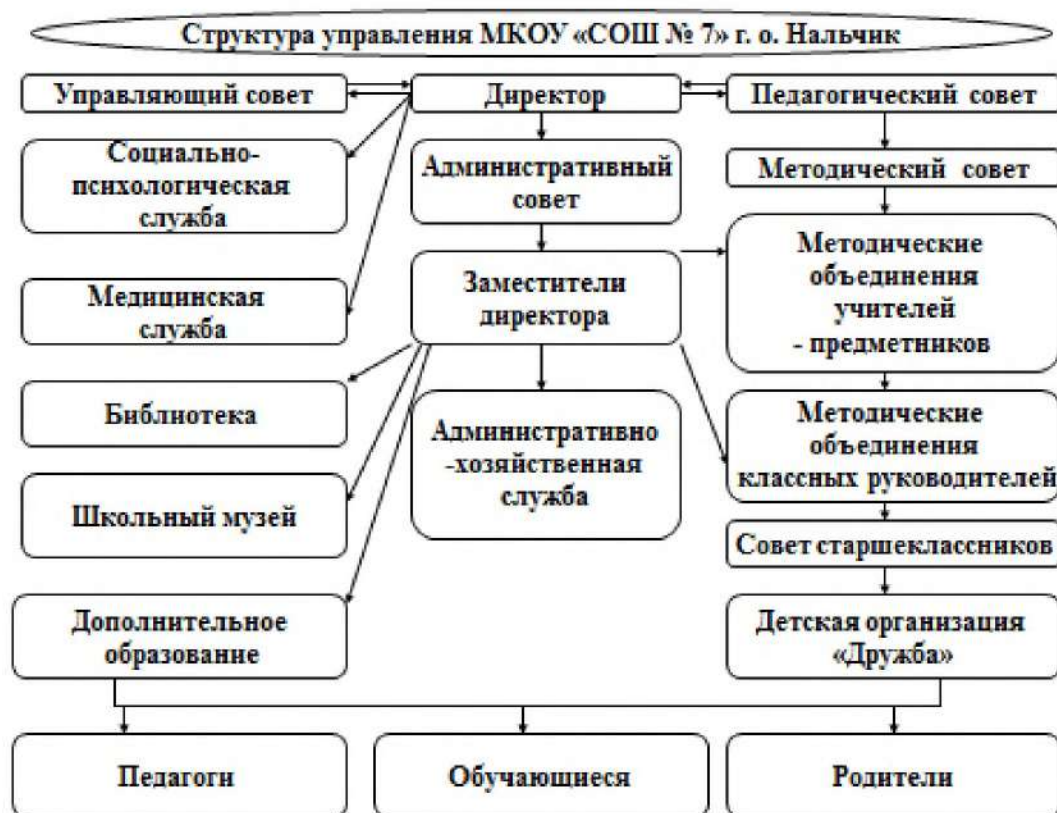 Структура управления МКОУ «СОШ № 7» г. о. Нальчик
Управляющий совет
Директор
Педагогический совет
Социально-
психологическая
служба
Административный
совет
Методический совет
Медицинская
служба
Заместители
директора
Методические
объединения
учителей
- предметников
Библиотека
Административно
-хозяйственная
служба
Методические
объединения
классных руководителей
Школьный музей
Совет старшеклассников
Дополнительное
образование
Детская организация
«Дружба»
Педагоги
Обучающиеся
Родители